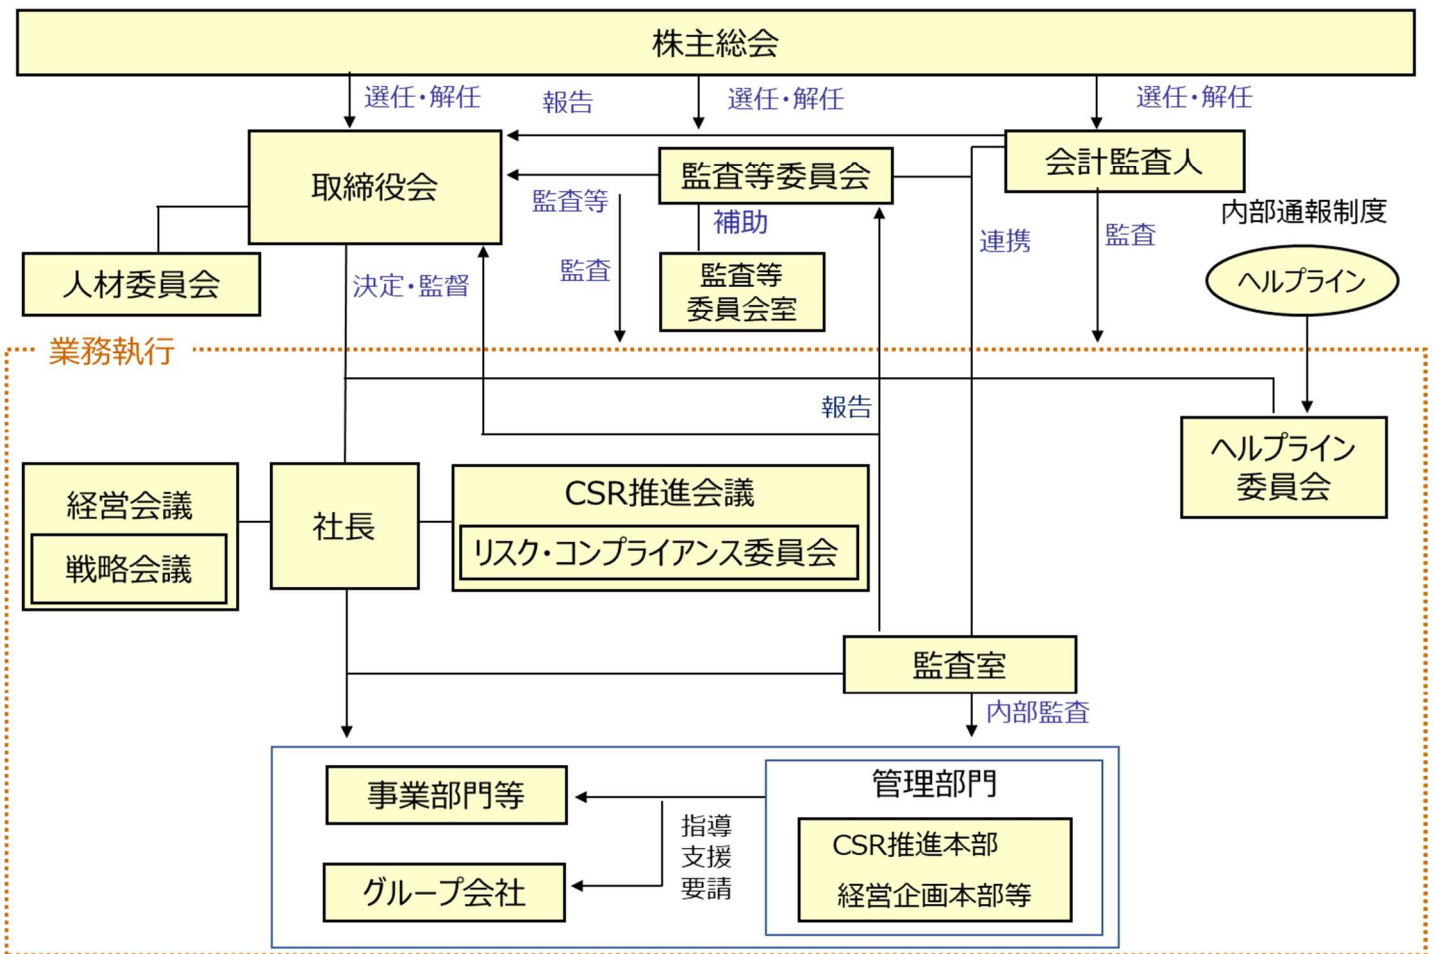 株主総会
選任・解任
報告
選任・解任
選任・解任
取締役会
監査等委員会
会計監査人
監査等
補助
連携
監査
内部通報制度
人材委員会
決定・監督
監査
監査等
委員会室
ヘルプライン
業務執行
報告
ヘルプライン
委員会
経営会議
戦略会議
社長
CSR推進会議
リスク・コンプライアンス委員会
監査室
内部監査
事業部門等
グループ会社
指導
支援
要請
管理部門
CSR推進本部
経営企画本部等